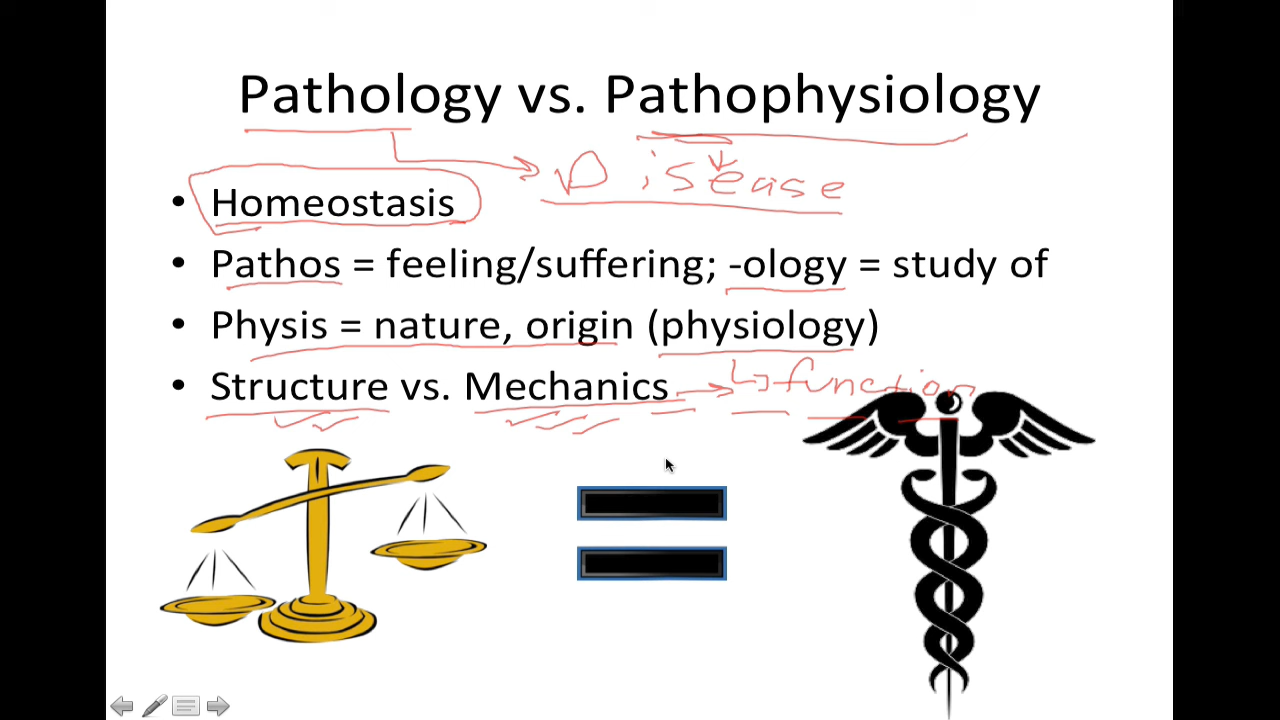 Pathology vs. Pathophysiology
Disease
• Homeostasis
• Pathos = feeling/suffering; -ology = study of
• Physis = nature, origin (physiology)
• Structure vs. Mechanics → ↳ function